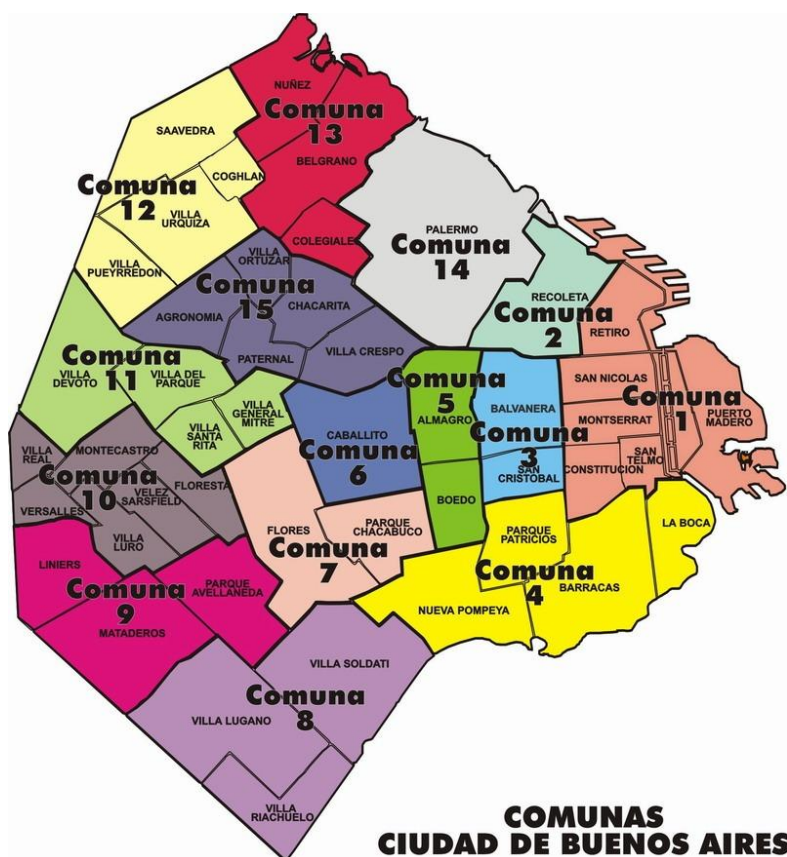 NUÑEZ
Comuna
13
BELGRANO
COLEGIALE
SAAVEDRA
COGHLAN
Comuna
12
VILLA
URQUIZA
VILLA
PUEYRREDON
PALERMO
Comuna
14
VILLA
ORTUZAR
Comuna
15
CHACARITA
AGRONOMIA
PATERNAL
VILLA CRESPO
RECOLETA
Comuna
2
RETIRO
SAN NICOLAS
Comuna
1
MONTSERRAT
PUERTO
MADERO
SAN
TELMO
CONSTITUCION
Comuna
11
VILLA
DEVOTO
VILLA DEL
PARQUE
VILLA
GENERAL
MITRE
VILLA
SANTA
RITA
Comuna
5
ALMAGRO
BOEDO
BALVANERA
Comuna
3
SAN
CRISTOBAL
CABALLITO
Comuna
6
VILLA
REAL
MONTECASTRO
Comuna
10
VELEZ
SARSFIELD
FLORESTA
VERSALLES
VILLA
LURO
FLORES
PARQUE
CHACABUCO
Comuna
7
PARQUE
PATRICIOS
LA BOCA
Comuna
4
BARRACAS
NUEVA POMPEYA
LINIERS
Comuna
9
PARQUE
AVELLANEDA
MATADEROS
VILLA SOLDATI
Comuna
8
VILLA LUGANO
VILLA
RIACHUELO
COMUNAS
CIUDAD DE BUENOS AIRES